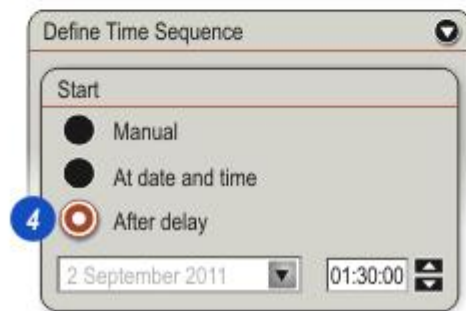 Define Time Sequence
Start
Manual
At date and time
4 After delay
2 September 2011 01:30:00